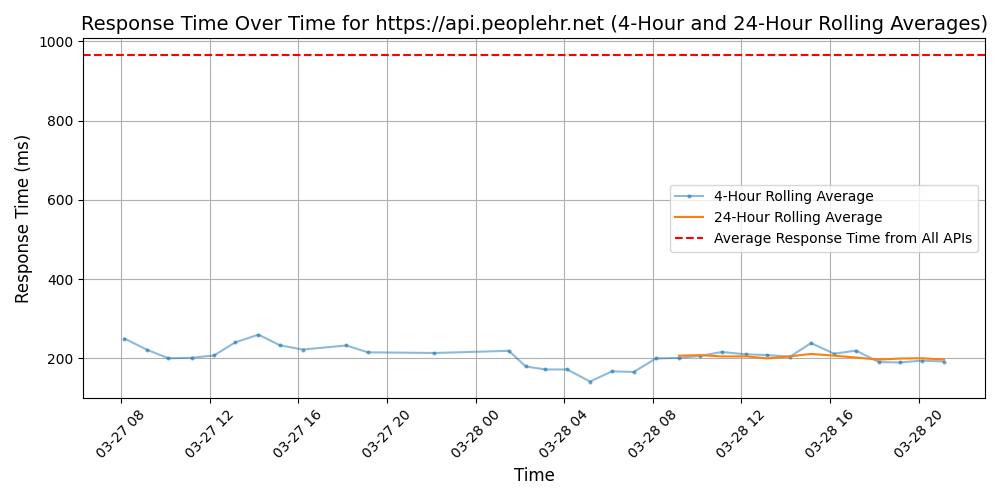 Response Time Over Time for https://api.peoplehr.net (4-Hour and 24-Hour Rolling Averages)
Response Time (ms)
1000
800
600
400
200
4-Hour Rolling Average
24-Hour Rolling Average
Average Response Time from All APIs
03-27 08
03-27 12
03-27 16
03-27 20
03-28 00
03-28 04
03-28 08
03-28 12
03-28 16
03-28 20
Time